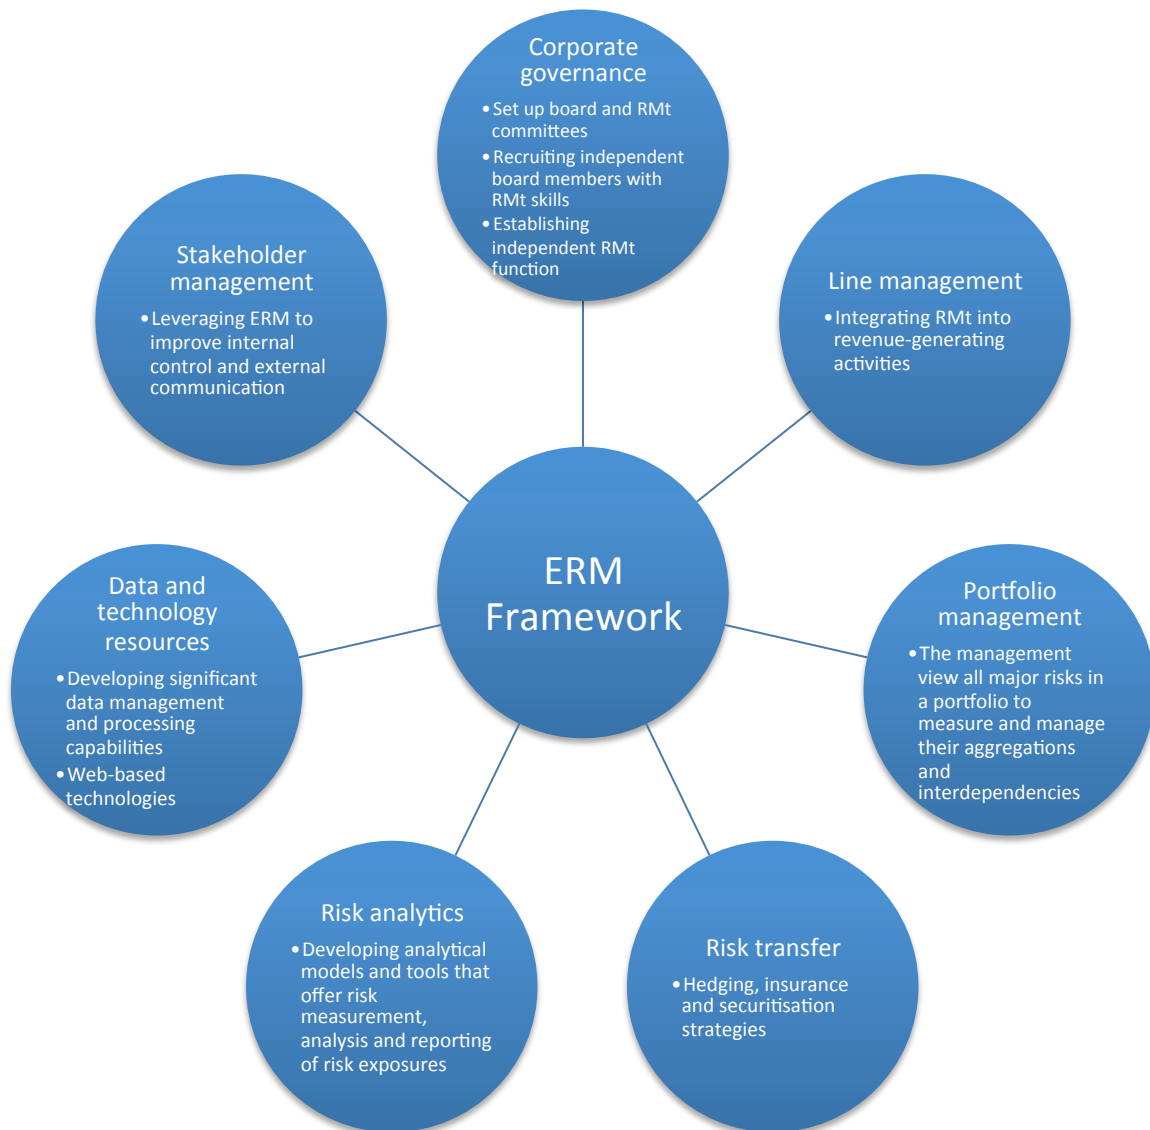 Corporate
governance
•Set up board and RMt
committees
•Recruiting independent
board members with
RMt skills
•Establishing
independent RMt
function
Line management
•Integrating RMt into
revenue-generating
activities
Portfolio
management
•The management
view all major risks in
a portfolio to
measure and manage
their aggregations
and
interdependencies
Risk transfer
•Hedging, insurance
and securitisation
strategies
Risk analytics
•Developing analytical
models and tools that
offer risk
measurement,
analysis and reporting
of risk exposures
Data and
technology
resources
•Developing significant
data management
and processing
capabilities
•Web-based
technologies
Stakeholder
management
•Leveraging ERM to
improve internal
control and external
communication
ERM
Framework